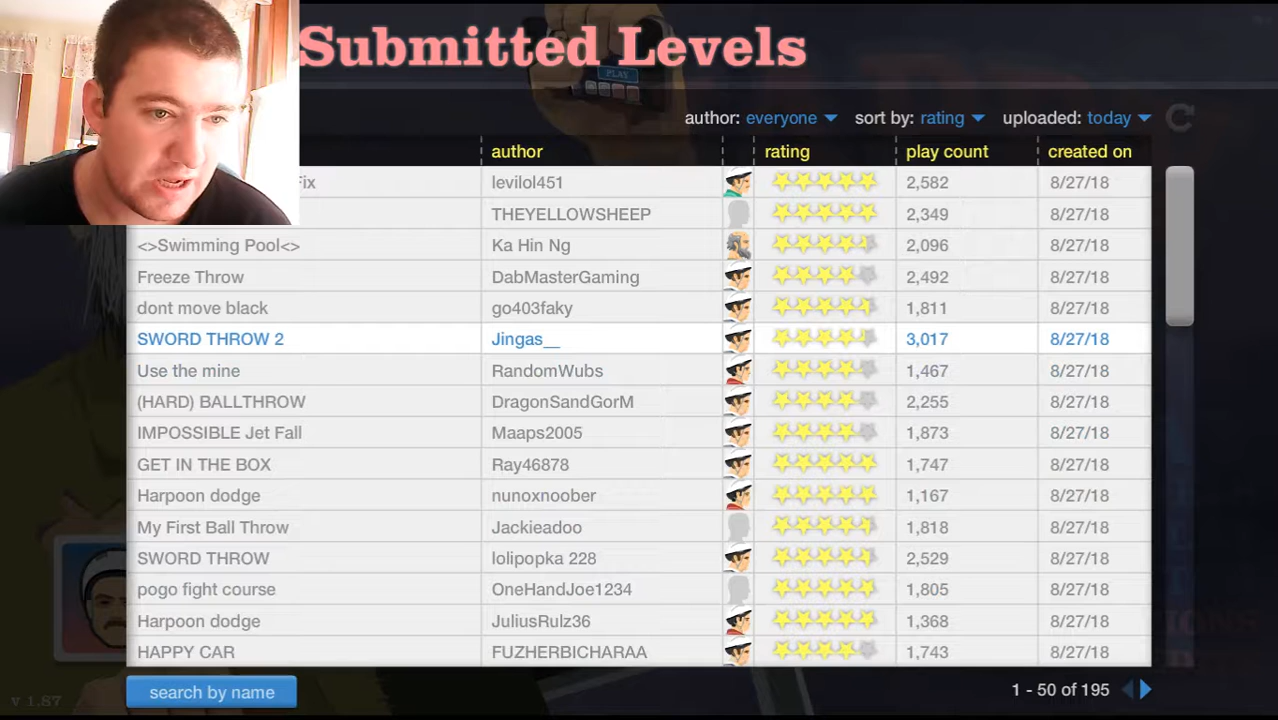 Submitted Levels
PLAY
author: everyone sort by: rating uploaded: today
author rating play count created on
Fix levilol451 2,582 8/27/18
THEYELLOWSHEEP 2,349 8/27/18
<>Swimming Pool<> Ka Hin Ng 2,096 8/27/18
Freeze Throw DabMasterGaming 2,492 8/27/18
dont move black go403faky 1,811 8/27/18
SWORD THROW 2 Jingas__ 3,017 8/27/18
Use the mine RandomWubs 1,467 8/27/18
(HARD) BALLTHROW DragonSandGorM 2,255 8/27/18
IMPOSSIBLE Jet Fall Maaps2005 1,873 8/27/18
GET IN THE BOX Ray46878 1,747 8/27/18
Harpoon dodge nunoxnoober 1,167 8/27/18
My First Ball Throw Jackieadoo 1,818 8/27/18
SWORD THROW lolipopka 228 2,529 8/27/18
pogo fight course OneHandJoe1234 1,805 8/27/18
Harpoon dodge JuliusRulz36 1,368 8/27/18
HAPPY CAR FUZHERBICHARAA 1,743 8/27/18
search by name 1 - 50 of 195
v 1.87